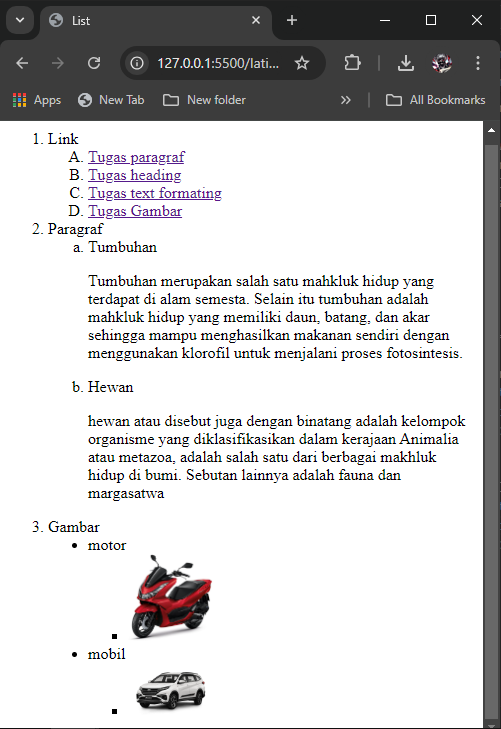 List
127.0.0.1:5500/lati...
Apps New Tab New folder » All Bookmarks
1. Link
A. Tugas paragraf
B. Tugas heading
C. Tugas text formating
D. Tugas Gambar
2. Paragraf
a. Tumbuhan
Tumbuhan merupakan salah satu mahkluk hidup yang
terdapat di alam semesta. Selain itu tumbuhan adalah
mahkluk hidup yang memiliki daun, batang, dan akar
sehingga mampu menghasilkan makanan sendiri dengan
menggunakan klorofil untuk menjalani proses fotosintesis.
b. Hewan
hewan atau disebut juga dengan binatang adalah kelompok
organisme yang diklasifikasikan dalam kerajaan Animalia
atau metazoa, adalah salah satu dari berbagai makhluk
hidup di bumi. Sebutan lainnya adalah fauna dan
margasatwa
3. Gambar
• motor
• mobil